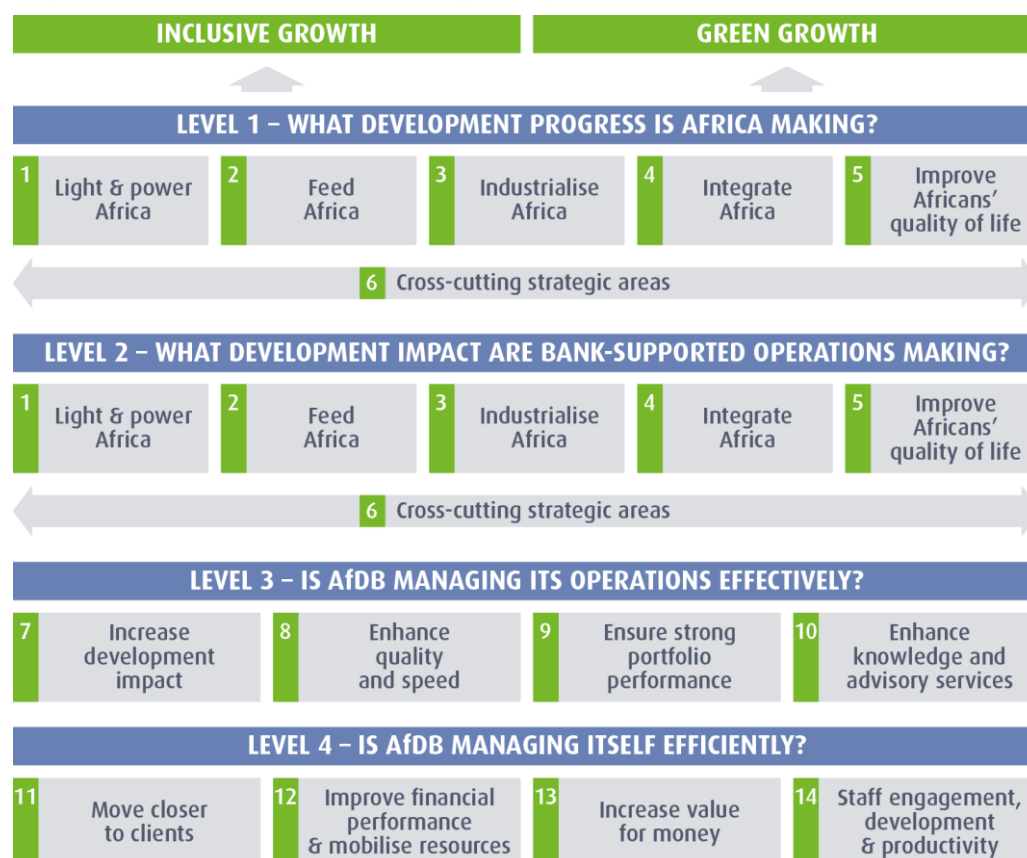 INCLUSIVE GROWTH
GREEN GROWTH
LEVEL 1 – WHAT DEVELOPMENT PROGRESS IS AFRICA MAKING?
1
Light & power
Africa
2
Feed
Africa
3
Industrialise
Africa
4
Integrate
Africa
5
Improve
Africans’
quality of life
6 Cross-cutting strategic areas
LEVEL 2 – WHAT DEVELOPMENT IMPACT ARE BANK-SUPPORTED OPERATIONS MAKING?
1
Light & power
Africa
2
Feed
Africa
3
Industrialise
Africa
4
Integrate
Africa
5
Improve
Africans’
quality of life
6 Cross-cutting strategic areas
LEVEL 3 – IS AfDB MANAGING ITS OPERATIONS EFFECTIVELY?
7
Increase
development
impact
8
Enhance
quality
and speed
9
Ensure strong
portfolio
performance
10
Enhance
knowledge and
advisory services
LEVEL 4 – IS AfDB MANAGING ITSELF EFFICIENTLY?
11
Move closer
to clients
12
Improve financial
performance
& mobilise resources
13
Increase value
for money
14
Staff engagement,
development
& productivity